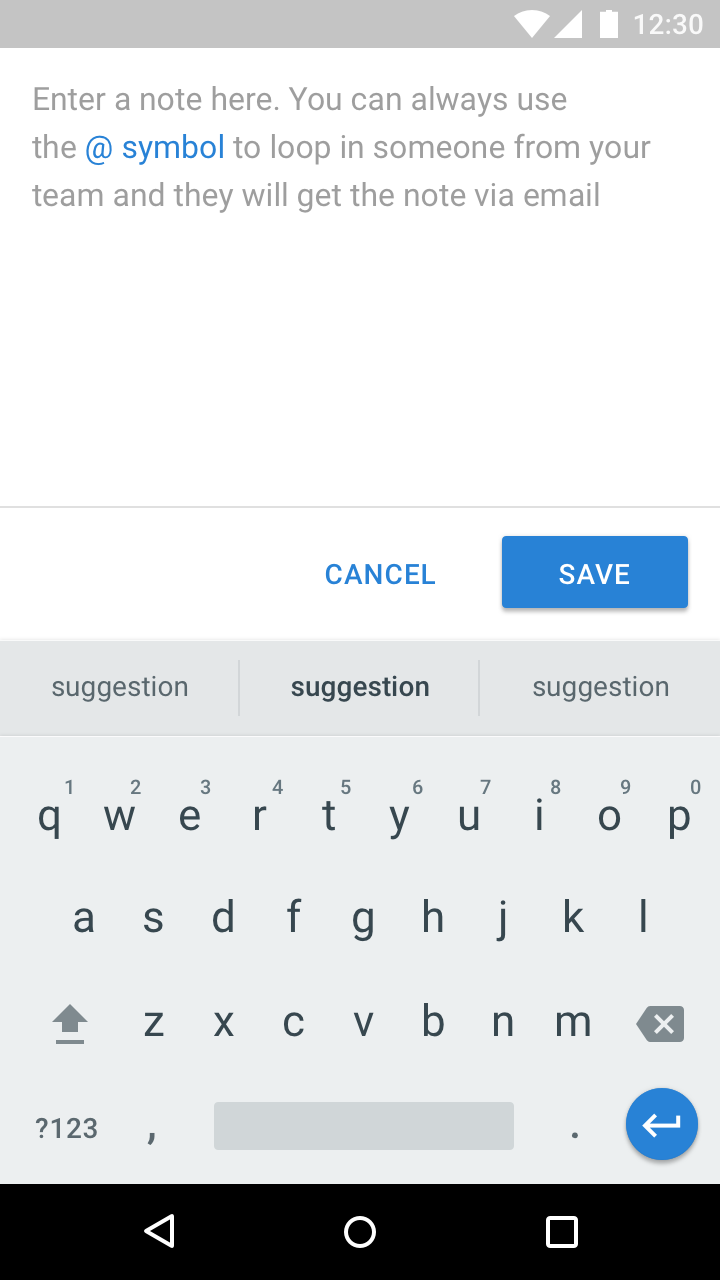 12:30
Enter a note here. You can always use
the @ symbol to loop in someone from your
team and they will get the note via email
CANCEL SAVE
suggestion suggestion suggestion
1 2 3 4 5 6 7 8 9 0
q w e r t y u i o p
a s d f g h j k l
z x c v b n m
?123 , .